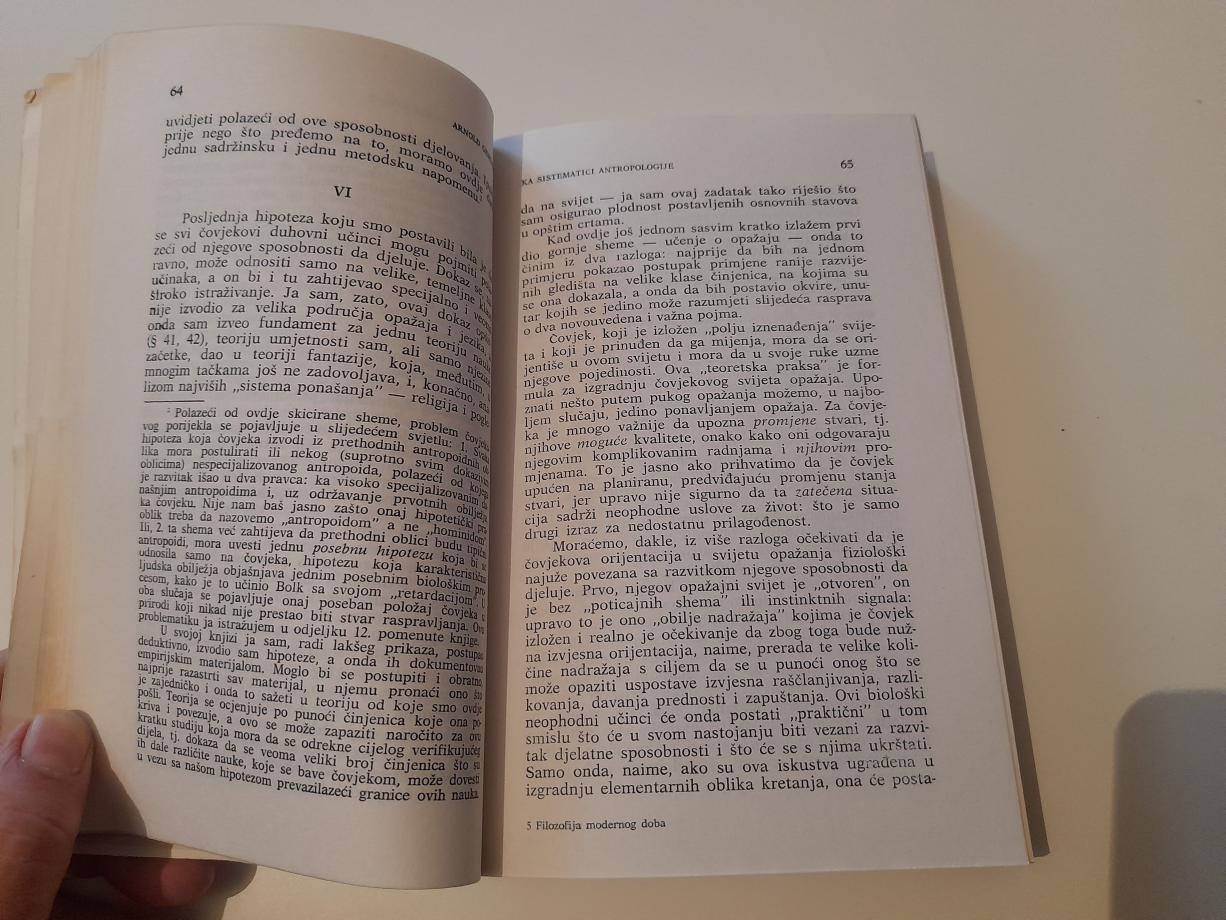 64
ARNOLD
uvidjeti polazeći od ove sposobnosti djelovanja.
prije nego što pređemo na to, moramo ovdje
jednu sadržinsku i jednu metodsku napomenu.²
VI
Posljednja hipoteza koju smo postavili bila je
se svi čovjekovi duhovni učinci mogu pojmiti
zeći od njegove sposobnosti da djeluje. Dokaz se,
ravno, može odnositi samo na velike, temeljne
učinaka, a on bi i tu zahtijevao specijalno i
široko istraživanje. Ja sam, zato, ovaj dokaz
nije izvodio za velika područja opažaja i jezika,
onda sam izveo fundament za jednu teoriju
(§ 41, 42), teoriju umjetnosti sam, ali samo
začetke, dao u teoriji fantazije, koja, međutim,
mnogim tačkama još ne zadovoljava, i, konačno,
lizom najviših „sistema ponašanja” — religija i
² Polazeći od ovdje skicirane sheme, problem
vog porijekla se pojavljuje u slijedećem svjetlu: 1.
hipoteza koja čovjeka izvodi iz prethodnih antropoidnih
lika mora postulirati ili nekog (suprotno svim
oblicima) nespecijalizovanog antropoida, polazeći od kojega
je razvitak išao u dva pravca: ka visoko specijalizovanim
našnjim antropoidima i, uz održavanje prvotnih obilježja
ka čovjeku. Nije nam baš jasno zašto onaj hipotetički
oblik treba da nazovemo „antropoidom” a ne „hominidom”
Ili, 2. ta shema već zahtijeva da prethodni oblici budu
antropoidi, mora uvesti jednu posebnu hipotezu koja bi se
odnosila samo na čovjeka, hipotezu koja karakteristična
ljudska obilježja objašnjava jednim posebnim biološkim pro-
cesom, kako je to učinio Bolk sa svojom „retardacijom”. U
oba slučaja se pojavljuje onaj poseban položaj čovjeka u
prirodi koji nikad nije prestao biti stvar raspravljanja. Ovu
problematiku ja istražujem u odjeljku 12. pomenute knjige.
U svojoj knjizi ja sam, radi lakšeg prikaza, postupao
deduktivno, izvodio sam hipoteze, a onda ih dokumentovao
empirijskim materijalom. Moglo bi se postupiti i obratno,
najprije razastrti sav materijal, u njemu pronaći ono što
je zajedničko i onda to sažeti u teoriju od koje smo ovdje
pošli. Teorija se ocjenjuje po punoći činjenica koje ona po-
kriva i povezuje, a ovo se može zapaziti naročito za ovu
kratku studiju koja mora da se odrekne cijelog verifikujućeg
dijela, tj. dokaza da se veoma veliki broj činjenica što su
ih dale različite nauke, koje se bave čovjekom, može dovesti
u vezu sa našom hipotezom prevazilazeći granice ovih nauka.
KA SISTEMATICI ANTROPOLOGIJE
65
da na svijet — ja sam ovaj zadatak tako riješio što
sam osigurao plodnost postavljenih osnovnih stavova
u opštim crtama.
Kad ovdje još jednom sasvim kratko izlažem prvi
dio gornje sheme — učenje o opažaju — onda to
činim iz dva razloga: najprije da bih na jednom
primjeru pokazao postupak primjene ranije razvije-
nih gledišta na velike klase činjenica, na kojima su
se ona dokazala, a onda da bih postavio okvire, unu-
tar kojih se jedino može razumjeti slijedeća rasprava
o dva novouvedena i važna pojma.
Čovjek, koji je izložen „polju iznenađenja” svije-
ta i koji je prinuđen da ga mijenja, mora da se ori-
jentiše u ovom svijetu i mora da u svoje ruke uzme
njegove pojedinosti. Ova „teoretska praksa” je for-
mula za izgradnju čovjekovog svijeta opažaja. Upo-
znati nešto putem pukog opažanja možemo, u najbo-
ljem slučaju, jedino ponavljanjem opažaja. Za čovje-
ka je mnogo važnije da upozna promjene stvari, tj.
njihove moguće kvalitete, onako kako oni odgovaraju
njegovim komplikovanim radnjama i njihovim pro-
mjenama. To je jasno ako prihvatimo da je čovjek
upućen na planiranu, predviđajuću promjenu stanja
stvari, jer upravo nije sigurno da ta zatečena situa-
cija sadrži neophodne uslove za život: što je samo
drugi izraz za nedostatnu prilagođenost.
Moraćemo, dakle, iz više razloga očekivati da je
čovjekova orijentacija u svijetu opažanja fiziološki
najuže povezana sa razvitkom njegove sposobnosti da
djeluje. Prvo, njegov opažajni svijet je „otvoren”, on
je bez „poticajnih shema” ili instinktnih signala:
upravo to je ono „obilje nadražaja” kojima je čovjek
izložen i realno je očekivanje da zbog toga bude nuž-
na izvjesna orijentacija, naime, prerada te velike koli-
čine nadražaja s ciljem da se u punoći onog što se
može opaziti uspostave izvjesna raščlanjivanja, razli-
kovanja, davanja prednosti i zapuštanja. Ovi biološki
neophodni učinci će onda postati „praktični” u tom
smislu što će u svom nastojanju biti vezani za razvi-
tak djelatne sposobnosti i što će se s njima ukrštati.
Samo onda, naime, ako su ova iskustva ugrađena u
izgradnju elementarnih oblika kretanja, ona će posta-
5 Filozofija modernog doba